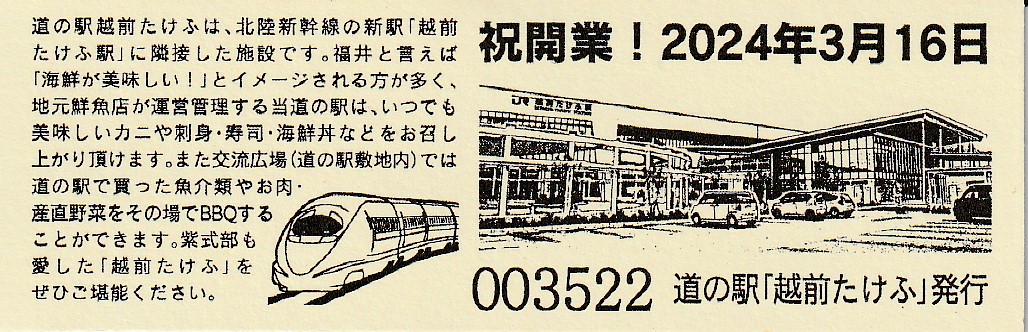 道の駅越前たけふは、北陸新幹線の新駅「越前
たけふ駅」に隣接した施設です。福井と言えば
「海鮮が美味しい！」とイメージされる方が多く、
地元鮮魚店が運営管理する当道の駅は、いつでも
美味しいカニや刺身・寿司・海鮮丼などをお召し
上がり頂けます。また交流広場（道の駅敷地内）では
道の駅で買った魚介類やお肉・
産直野菜をその場でBBQする
ことができます。紫式部も
愛した「越前たけふ」を
ぜひご堪能ください。
祝開業！2024年3月16日
JR 越前たけふ駅
003522 道の駅「越前たけふ」発行